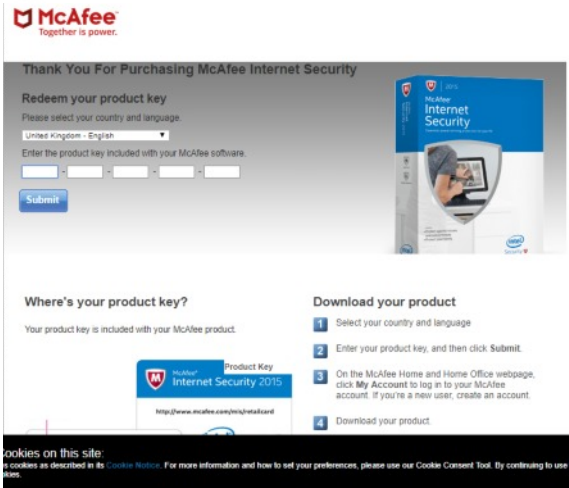 McAfee™
Together is power.
Thank You For Purchasing McAfee Internet Security
Redeem your product key
Please select your country and language.
United Kingdom - English
Enter the product key included with your McAfee software.
- - - -
Submit
2015
McAfee®
Internet
Security
intel
Security
Where's your product key?
Your product key is included with your McAfee product.
Product Key
McAfee®
Internet Security 2015
http://www.mcafee.com/mis/retailcard
Download your product
1 Select your country and language
2 Enter your product key, and then click Submit.
3 On the McAfee Home and Home Office webpage,
click My Account to log in to your McAfee
account. If you're a new user, create an account.
4 Download your product.
ookies on this site:
s cookies as described in its Cookie Notice. For more information and how to set your preferences, please use our Cookie Consent Tool. By continuing to use
okies.